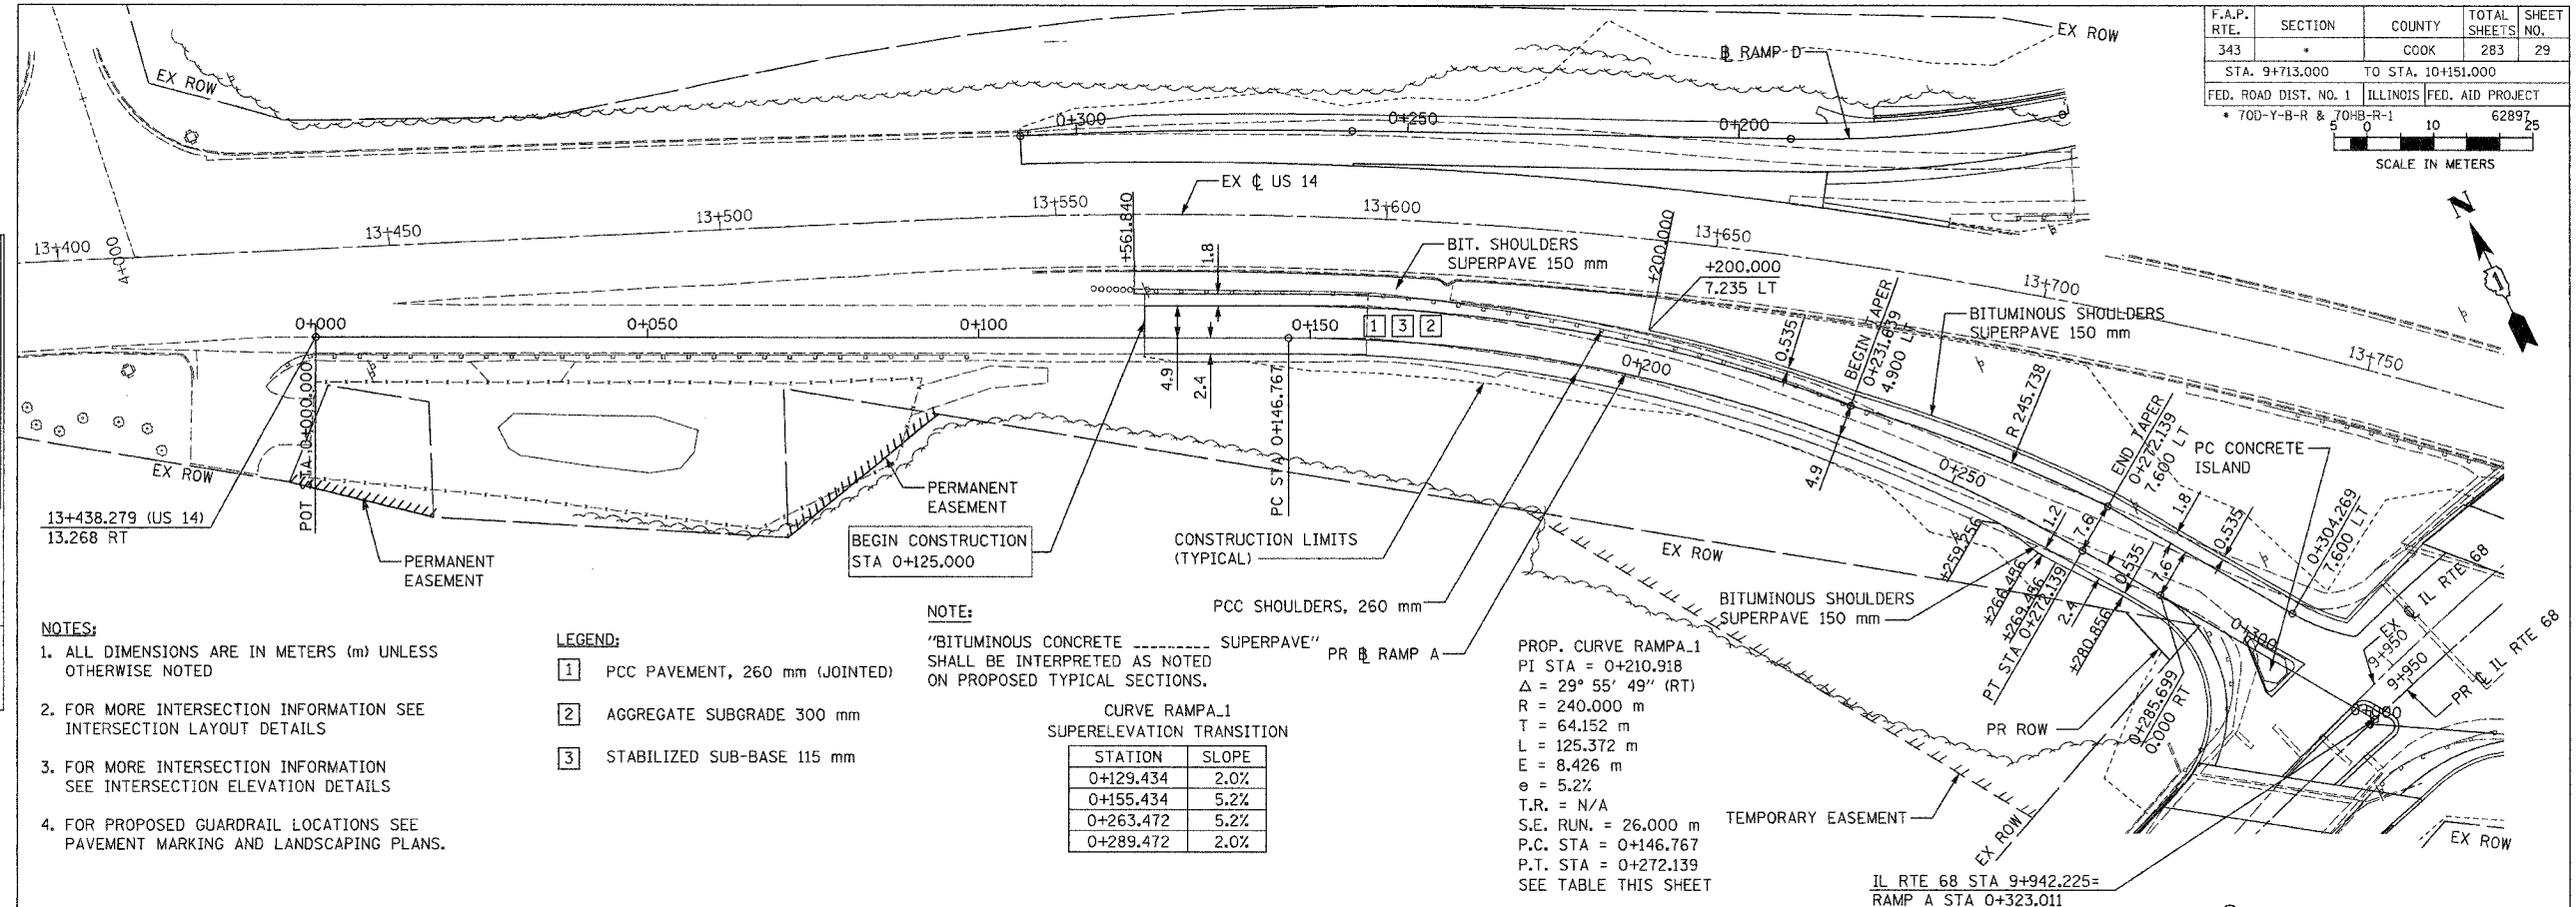 F.A.P. RTE. SECTION COUNTY TOTAL SHEETS SHEET NO.
343 * COOK 283 29
STA. 9+713.000 TO STA. 10+151.000
FED. ROAD DIST. NO. 1 ILLINOIS FED. AID PROJECT
* 70D-Y-B-R & 70HB-R-1 62897
5 0 10 25
SCALE IN METERS
N
1
EX ROW
EX ROW
℄ RAMP D
0+300
0+250
0+200
EX ℄ US 14
13+400
13+450
13+500
13+550
13+600
13+650
13+700
13+750
4+000
+561.840
1.8
BIT. SHOULDERS
SUPERPAVE 150 mm
+200.000
+200.000
7.235 LT
0+000
0+050
0+100
0+150
1 3 2
0+200
0+250
0+300
4.9
2.4
0.535
BEGIN TAPER
0+231.639
4.900 LT
BITUMINOUS SHOULDERS
SUPERPAVE 150 mm
R 245.738
END TAPER
0+272.139
7.600 LT
PC CONCRETE
ISLAND
4.9
1.8
0.535
0+304.269
7.600 LT
POT STA 0+000.000
PC STA 0+146.767
EX ROW
13+438.279 (US 14)
13.268 RT
PERMANENT
EASEMENT
PERMANENT
EASEMENT
BEGIN CONSTRUCTION
STA 0+125.000
CONSTRUCTION LIMITS
(TYPICAL)
EX ROW
PCC SHOULDERS, 260 mm
PR ℄ RAMP A
BITUMINOUS SHOULDERS
SUPERPAVE 150 mm
+259.256
+266.456
+269.456
1.2
7.6
0.535
7.6
2.4
PT STA 0+272.139
+280.856
0+285.699
0.000 RT
PR ROW
EX ℄ IL RTE 68
PR ℄ IL RTE 68
9+950
9+950
EX ROW
EX ROW
TEMPORARY EASEMENT
IL RTE 68 STA 9+942.225=
RAMP A STA 0+323.011
NOTES:
1. ALL DIMENSIONS ARE IN METERS (m) UNLESS
OTHERWISE NOTED
2. FOR MORE INTERSECTION INFORMATION SEE
INTERSECTION LAYOUT DETAILS
3. FOR MORE INTERSECTION INFORMATION
SEE INTERSECTION ELEVATION DETAILS
4. FOR PROPOSED GUARDRAIL LOCATIONS SEE
PAVEMENT MARKING AND LANDSCAPING PLANS.
LEGEND:
1 PCC PAVEMENT, 260 mm (JOINTED)
2 AGGREGATE SUBGRADE 300 mm
3 STABILIZED SUB-BASE 115 mm
NOTE:
"BITUMINOUS CONCRETE __________ SUPERPAVE"
SHALL BE INTERPRETED AS NOTED
ON PROPOSED TYPICAL SECTIONS.
CURVE RAMPA_1
SUPERELEVATION TRANSITION
STATION SLOPE
0+129.434 2.0%
0+155.434 5.2%
0+263.472 5.2%
0+289.472 2.0%
PROP. CURVE RAMPA_1
PI STA = 0+210.918
Δ = 29° 55' 49" (RT)
R = 240.000 m
T = 64.152 m
L = 125.372 m
E = 8.426 m
e = 5.2%
T.R. = N/A
S.E. RUN. = 26.000 m
P.C. STA = 0+146.767
P.T. STA = 0+272.139
SEE TABLE THIS SHEET